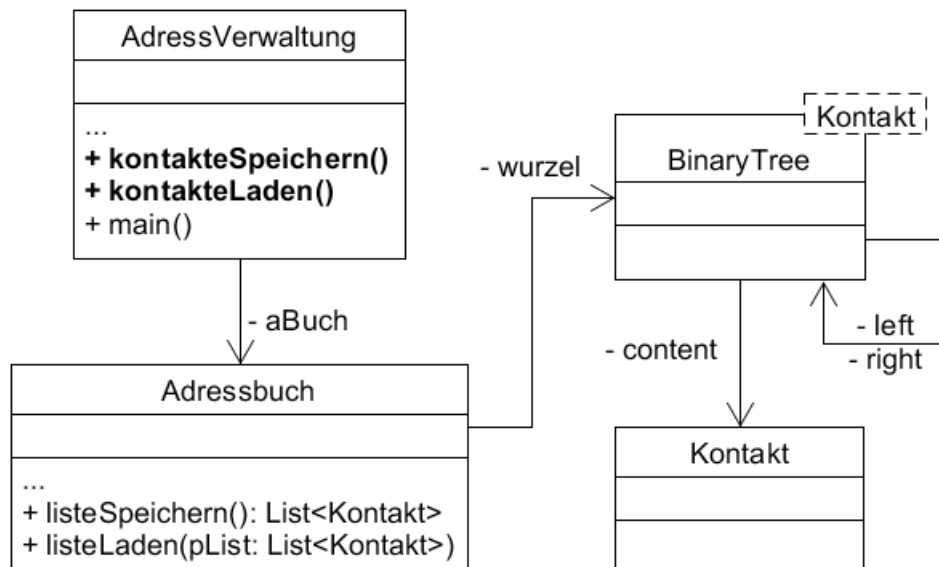 AdressVerwaltung
...
+ kontakteSpeichern()
+ kontakteLaden()
+ main()
- aBuch
Adressbuch
...
+ listeSpeichern(): List<Kontakt>
+ listeLaden(pList: List<Kontakt>)
- wurzel
Kontakt
BinaryTree
- left
- right
- content
Kontakt